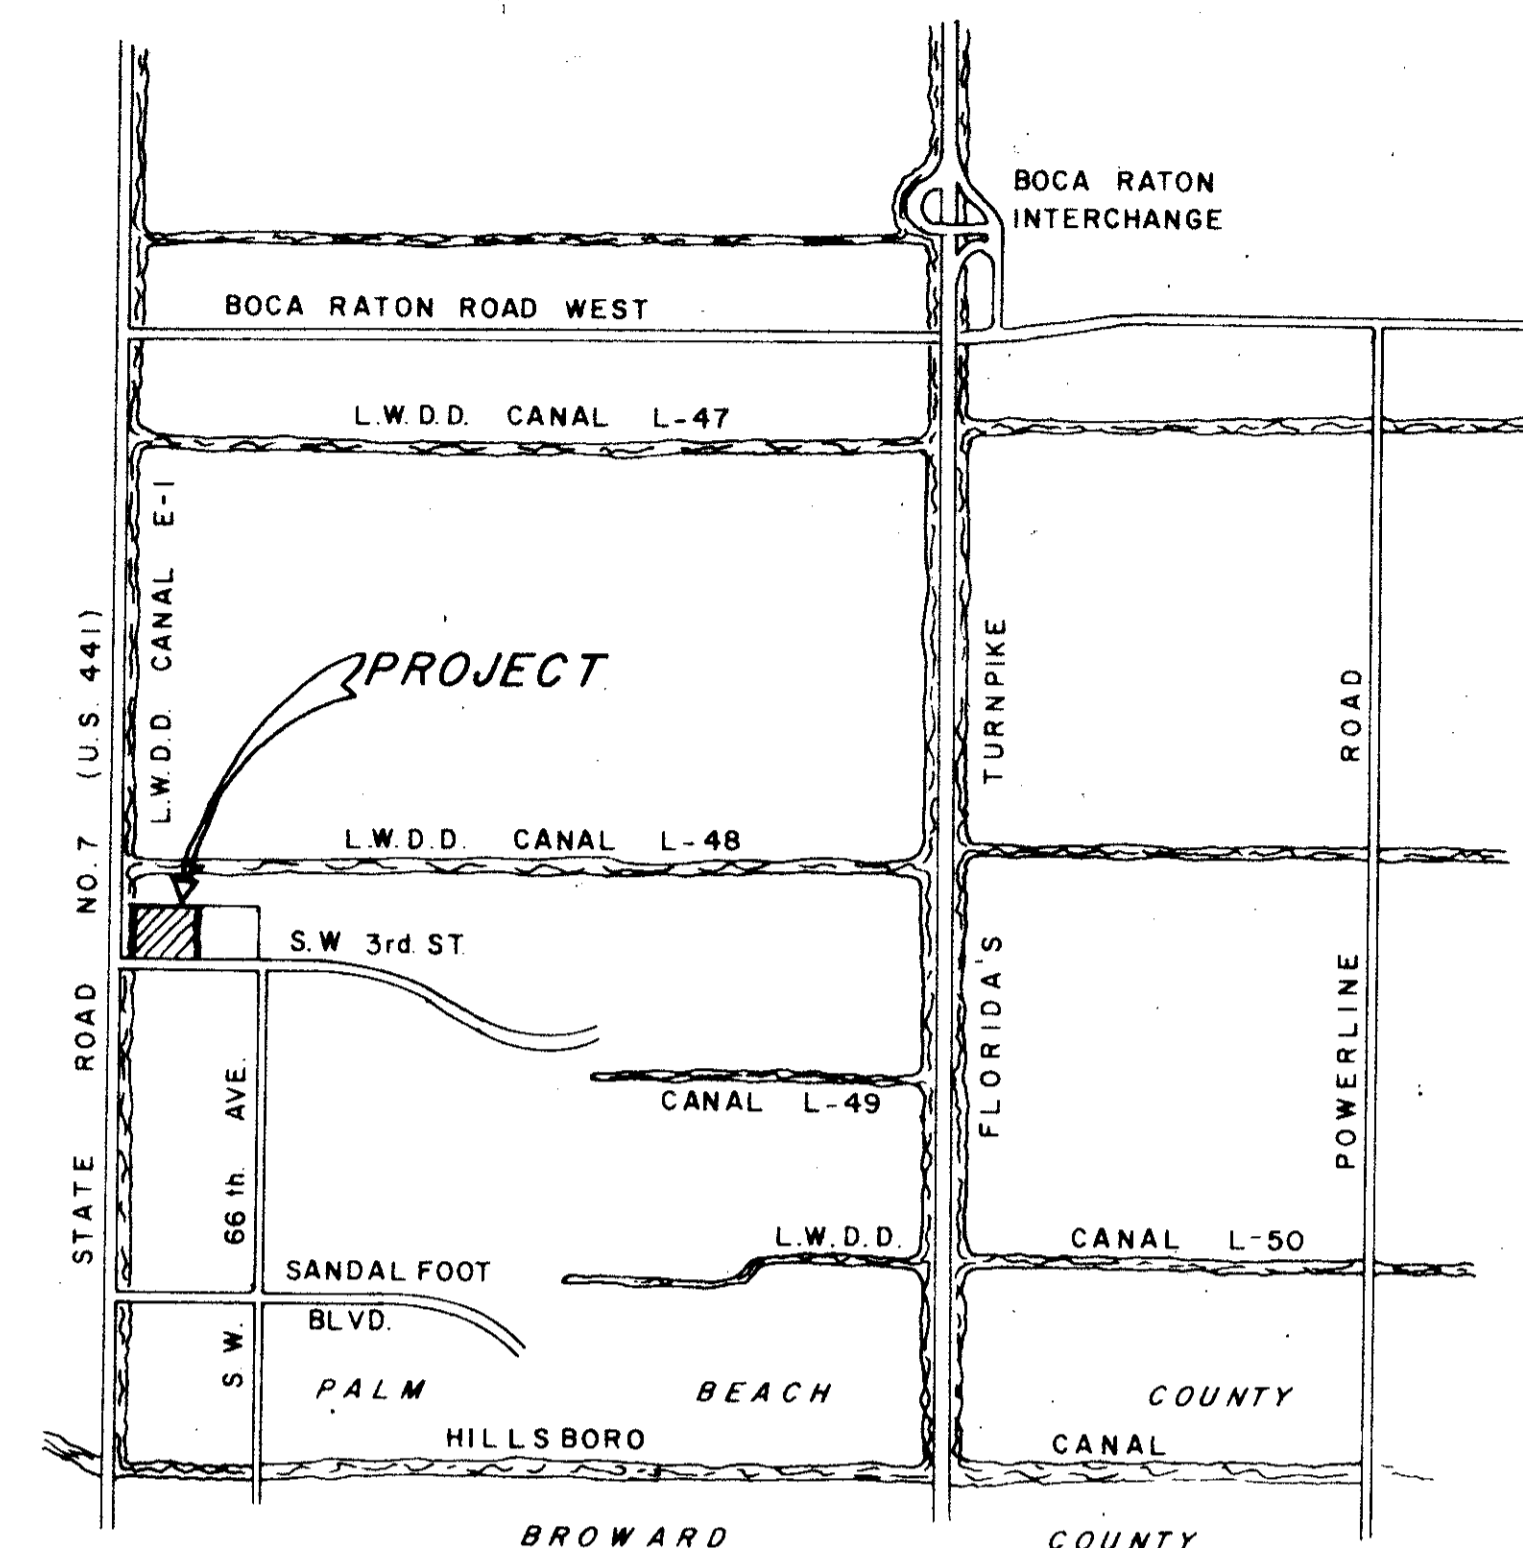 BOCA RATON
INTERCHANGE
BOCA RATON ROAD WEST
L.W.D.D. CANAL L-47
L.W.D.D. CANAL E-1
STATE ROAD NO. 7 (U.S. 441)
PROJECT
FLORIDA'S TURNPIKE
POWERLINE ROAD
L.W.D.D. CANAL L-48
S.W 3rd. ST.
CANAL L-49
S W. 66th. AVE.
L.W.D.D. CANAL L-50
SANDAL FOOT
BLVD.
PALM BEACH COUNTY
HILLSBORO CANAL
BROWARD COUNTY